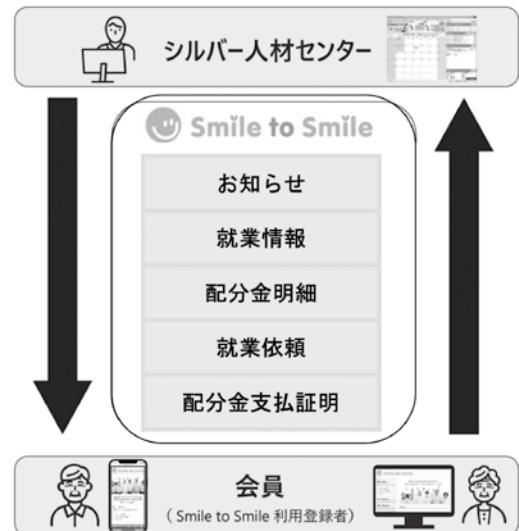 シルバー人材センター
Smile to Smile
お知らせ
就業情報
配分金明細
就業依頼
配分金支払証明
会員
（Smile to Smile 利用登録者）